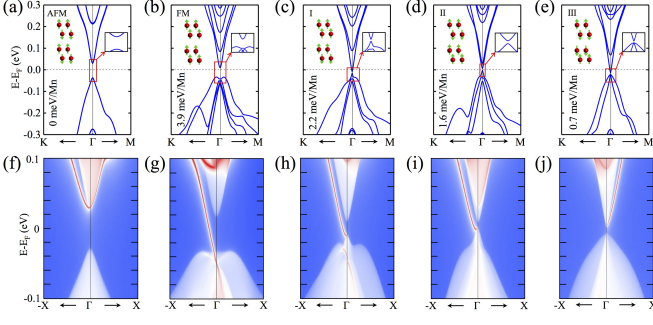 (a) AFM
(b) FM
(c) I
(d) II
(e) III
E-E_F (eV)
0.3
0.2
0.1
0.0
-0.1
-0.2
-0.3
0 meV/Mn
3.9 meV/Mn
2.2 meV/Mn
1.6 meV/Mn
0.7 meV/Mn
K ← Γ → M
K ← Γ → M
K ← Γ → M
K ← Γ → M
K ← Γ → M
(f)
(g)
(h)
(i)
(j)
E-E_F (eV)
0.1
0
-0.1
-X ← Γ → X
-X ← Γ → X
-X ← Γ → X
-X ← Γ → X
-X ← Γ → X